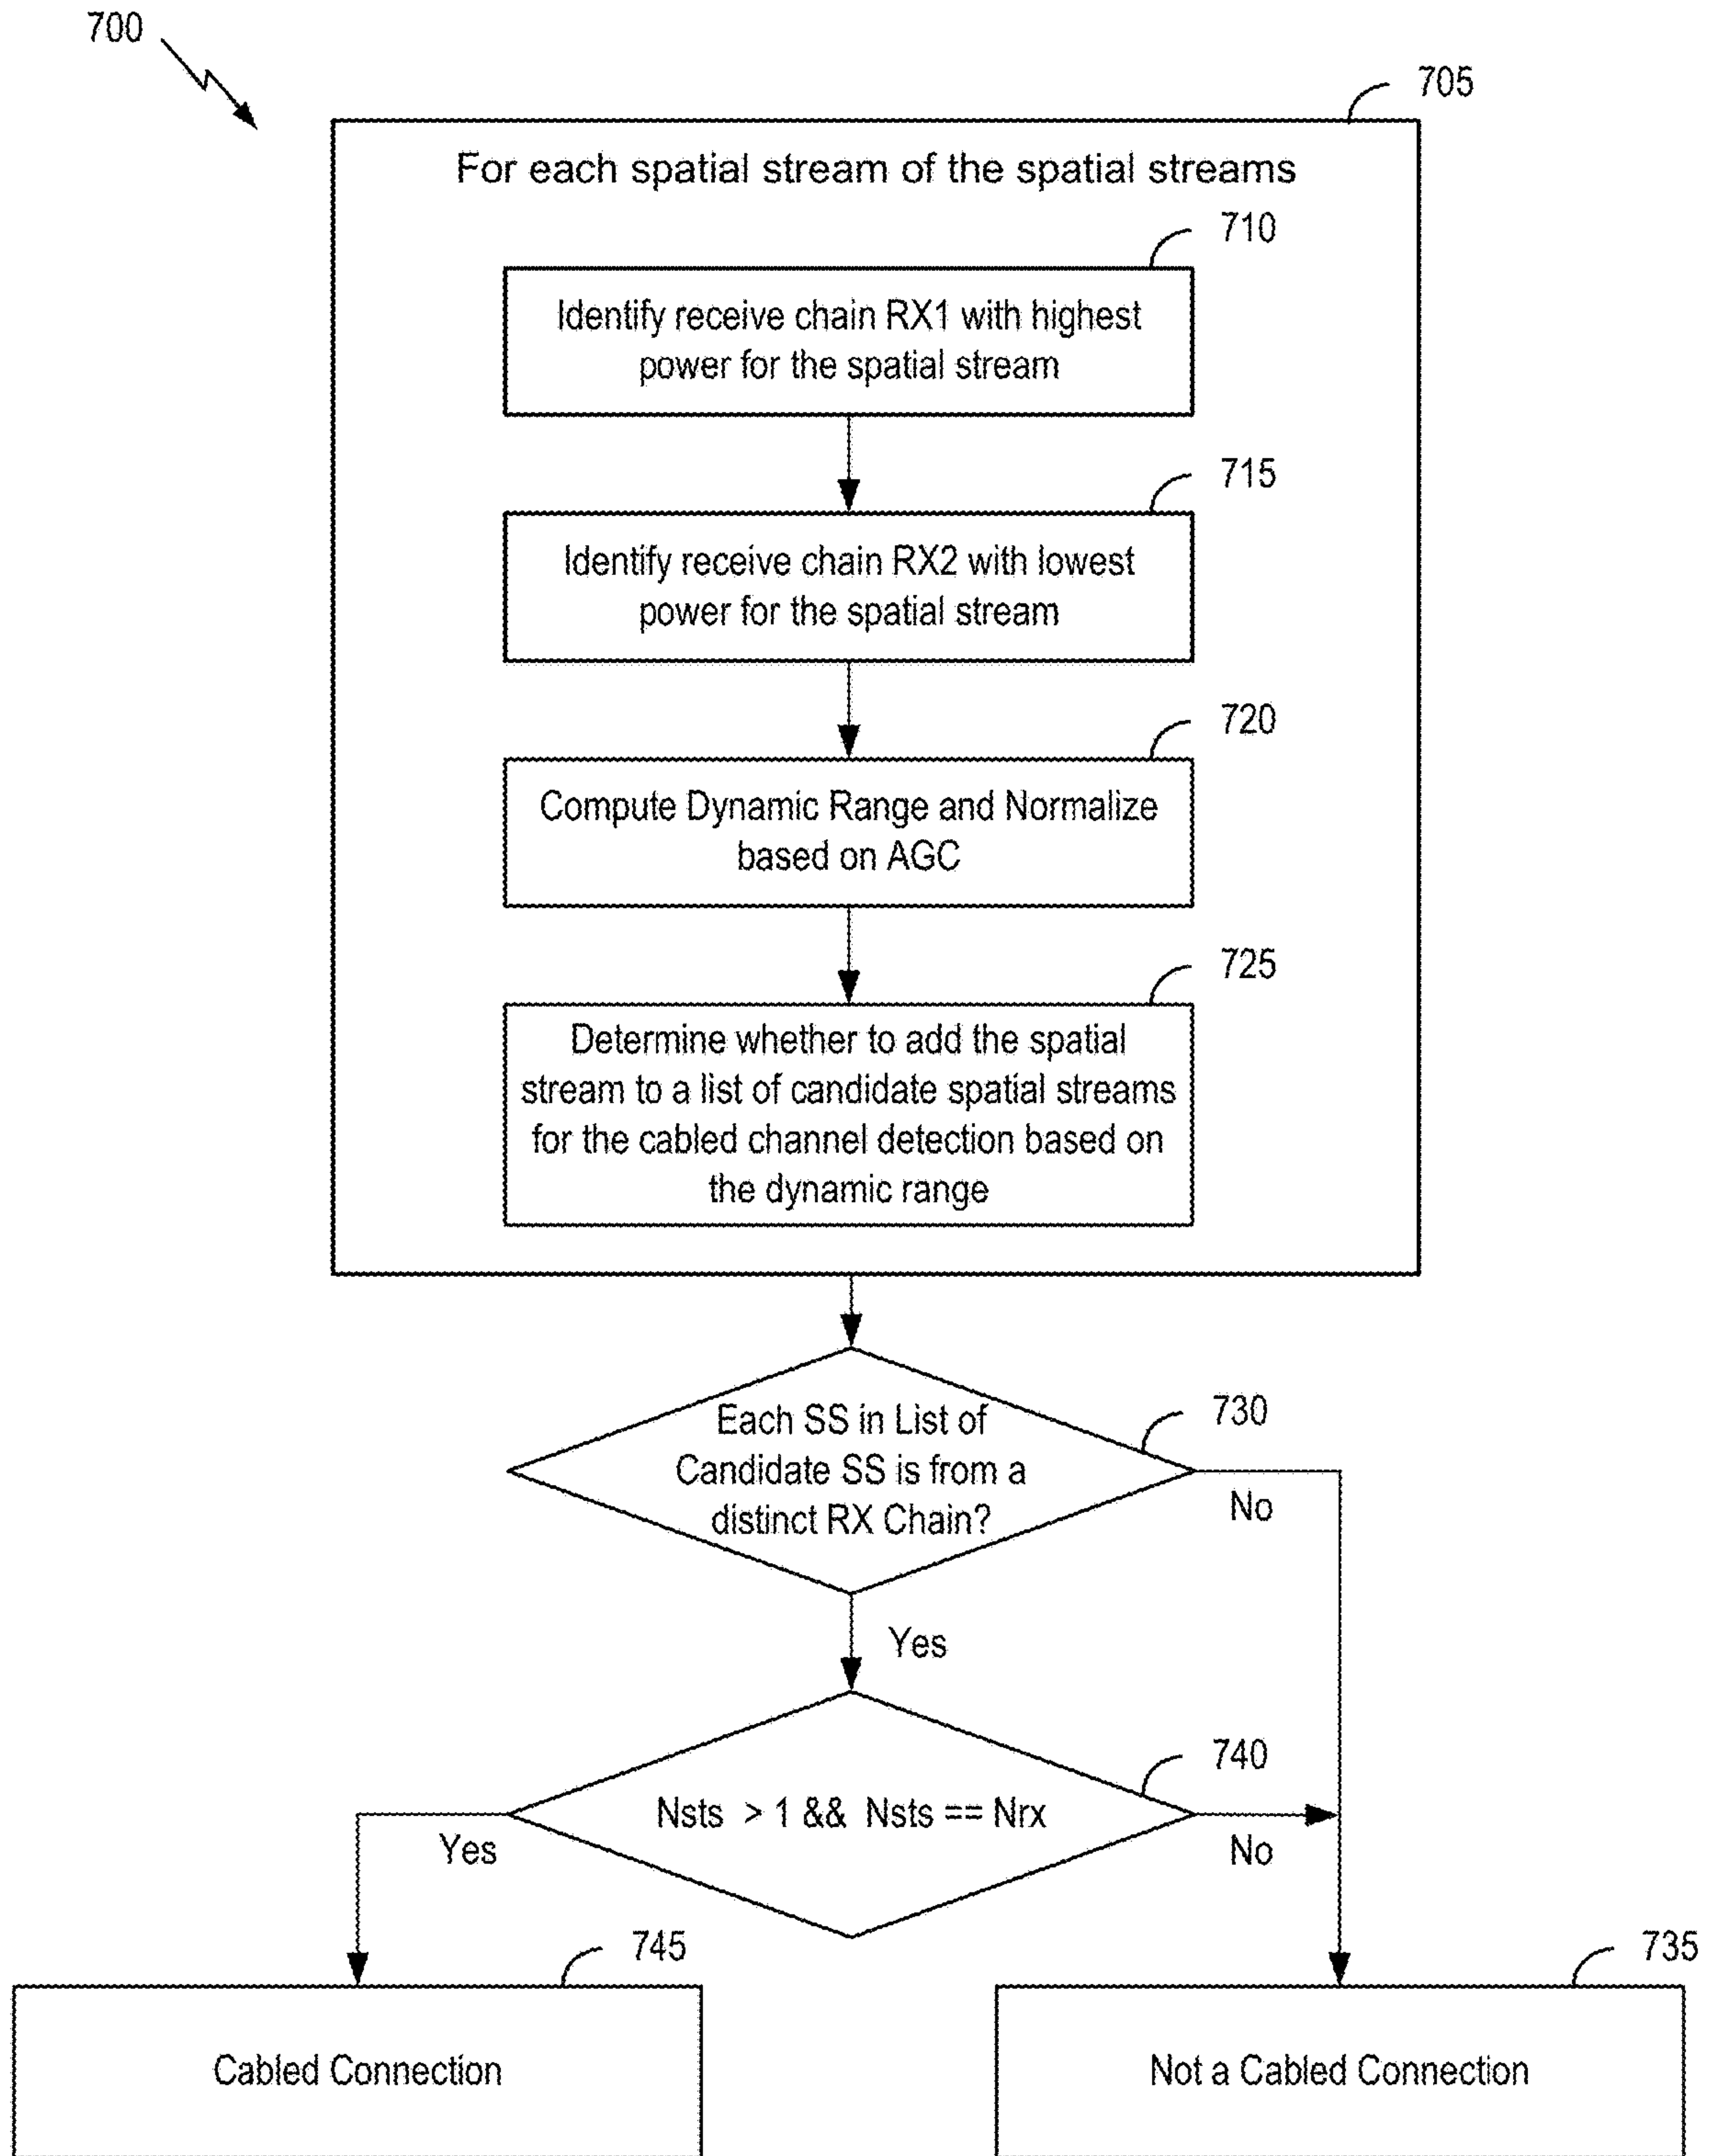 700
705
For each spatial stream of the spatial streams
710
Identify receive chain RX1 with highest
power for the spatial stream
715
Identify receive chain RX2 with lowest
power for the spatial stream
720
Compute Dynamic Range and Normalize
based on AGC
725
Determine whether to add the spatial
stream to a list of candidate spatial streams
for the cabled channel detection based on
the dynamic range
730
Each SS in List of
Candidate SS is from a
distinct RX Chain?
No
Yes
740
Nsts > 1 && Nsts == Nrx
Yes
No
745
735
Cabled Connection
Not a Cabled Connection